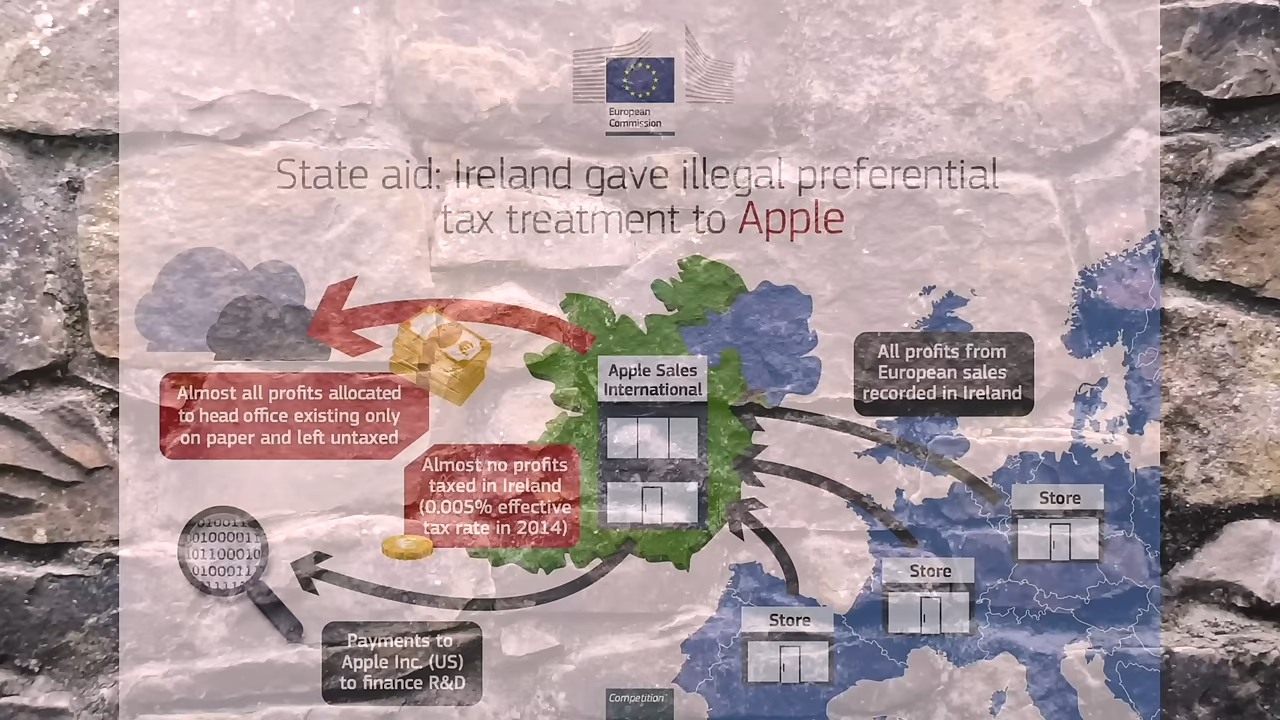 European
Commission
State aid: Ireland gave illegal preferential
tax treatment to Apple
Apple Sales
International
All profits from
European sales
recorded in Ireland
Almost all profits allocated
to head office existing only
on paper and left untaxed
Almost no profits
taxed in Ireland
(0.005% effective
tax rate in 2014)
Store
Store
Store
Payments to
Apple Inc. (US)
to finance R&D
Competition